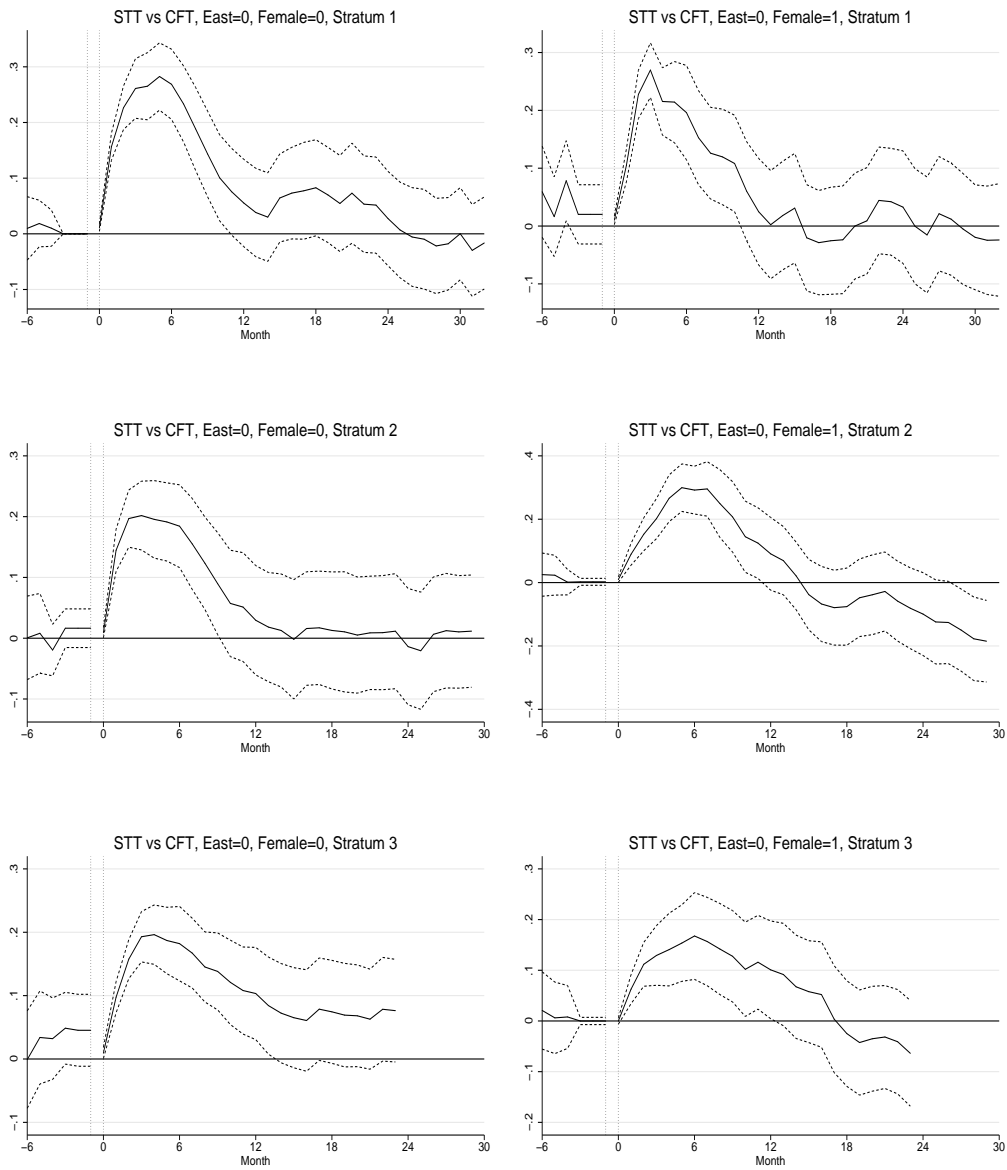 STT vs CFT, East=0, Female=0, Stratum 1
.3
.2
.1
0
−.1
−6 0 6 12 18 24 30
Month
STT vs CFT, East=0, Female=1, Stratum 1
.3
.2
.1
0
−.1
−6 0 6 12 18 24 30
Month
STT vs CFT, East=0, Female=0, Stratum 2
.3
.2
.1
0
−.1
−6 0 6 12 18 24 30
Month
STT vs CFT, East=0, Female=1, Stratum 2
.4
.2
0
−.2
−.4
−6 0 6 12 18 24 30
Month
STT vs CFT, East=0, Female=0, Stratum 3
.3
.2
.1
0
−.1
−6 0 6 12 18 24 30
Month
STT vs CFT, East=0, Female=1, Stratum 3
.3
.2
.1
0
−.1
−.2
−6 0 6 12 18 24 30
Month